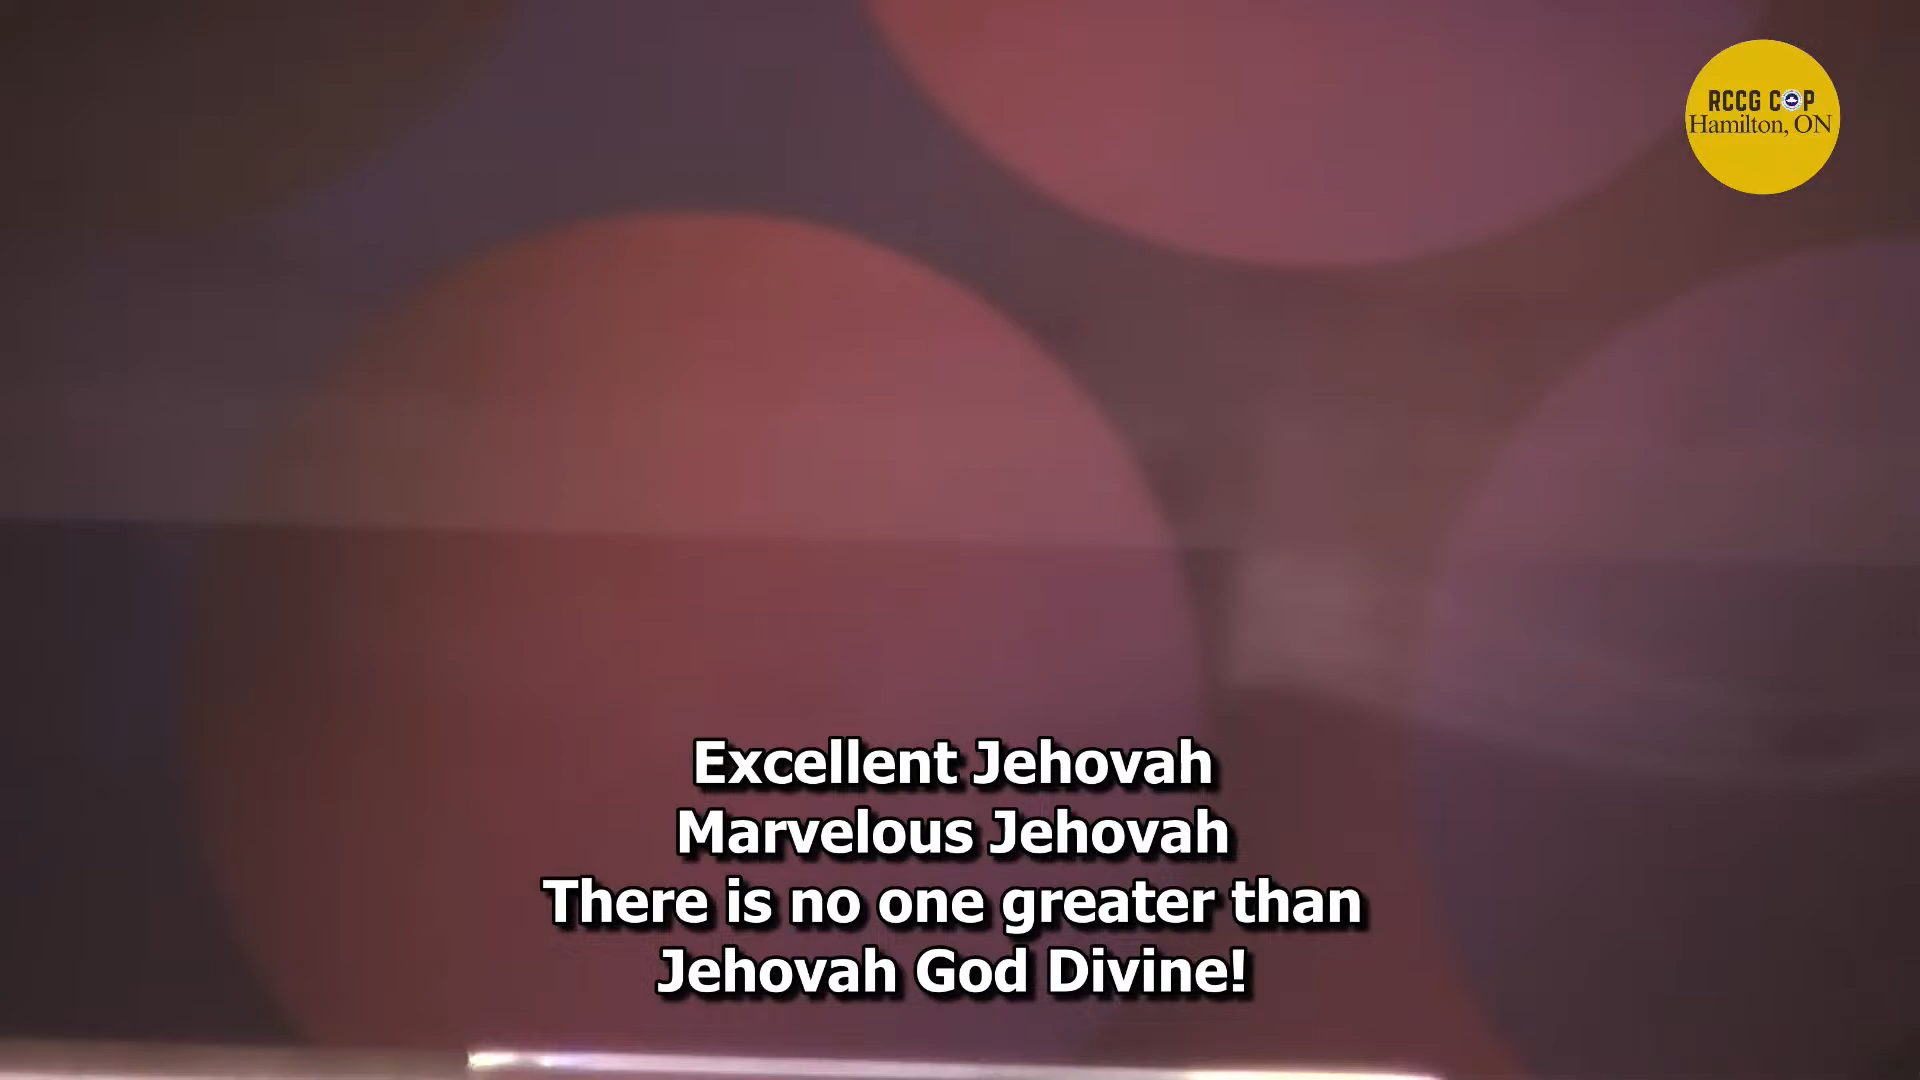 RCCG COP
Hamilton, ON
Excellent Jehovah
Marvelous Jehovah
There is no one greater than
Jehovah God Divine!